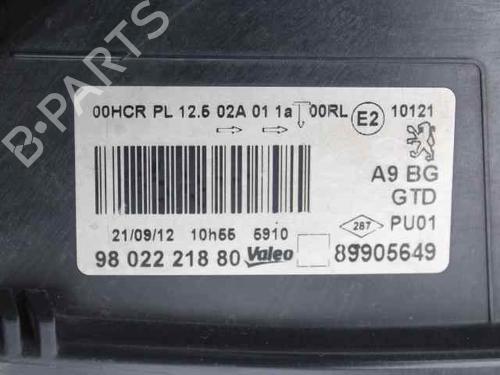 00HCR PL 12.5 02A 01 1a 00RL E2 10121
A9 BG
GTD
287 PU01
21/09/12 10h55 5910
98 022 218 80 Valeo 89905649
B-PARTS